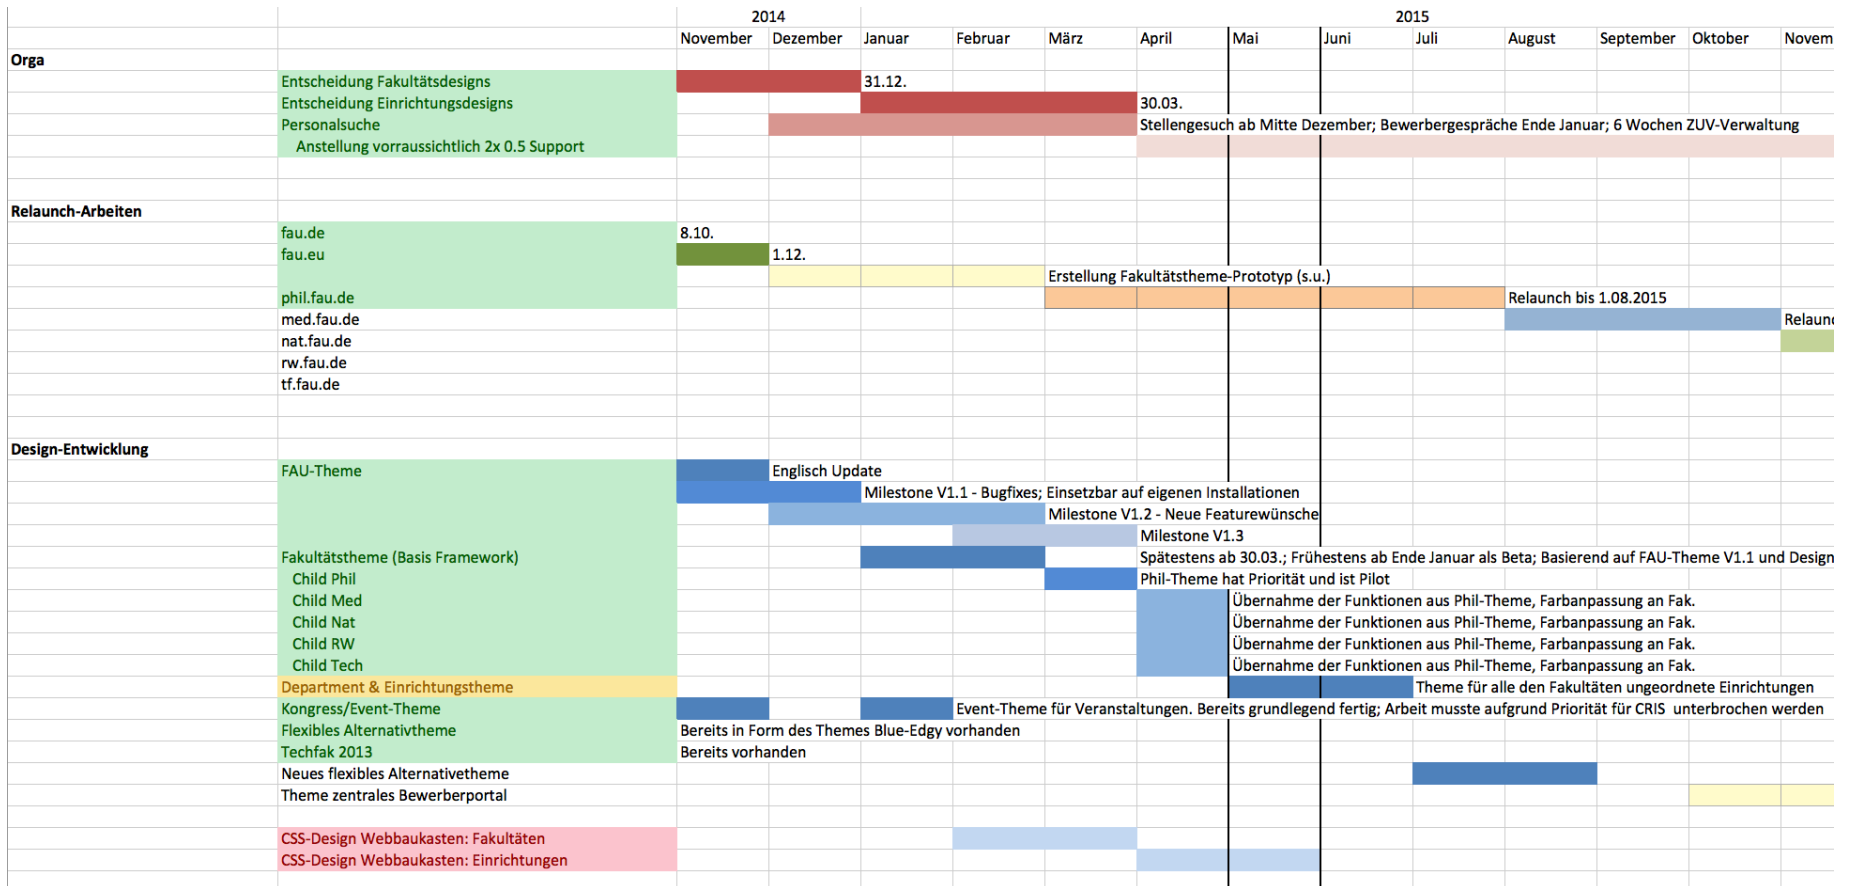 2014 2015
November Dezember Januar Februar März April Mai Juni Juli August September Oktober Novem
Orga
Entscheidung Fakultätsdesigns 31.12.
Entscheidung Einrichtungsdesigns 30.03.
Personalsuche Stellengesuch ab Mitte Dezember; Bewerbergespräche Ende Januar; 6 Wochen ZUV-Verwaltung
Anstellung vorraussichtlich 2x 0.5 Support
Relaunch-Arbeiten
fau.de 8.10.
fau.eu 1.12.
Erstellung Fakultätstheme-Prototyp (s.u.)
phil.fau.de Relaunch bis 1.08.2015
med.fau.de Relaun
nat.fau.de
rw.fau.de
tf.fau.de
Design-Entwicklung
FAU-Theme Englisch Update
Milestone V1.1 - Bugfixes; Einsetzbar auf eigenen Installationen
Milestone V1.2 - Neue Featurewünsche
Milestone V1.3
Fakultätstheme (Basis Framework) Spätestens ab 30.03.; Frühestens ab Ende Januar als Beta; Basierend auf FAU-Theme V1.1 und Design
Child Phil Phil-Theme hat Priorität und ist Pilot
Child Med Übernahme der Funktionen aus Phil-Theme, Farbanpassung an Fak.
Child Nat Übernahme der Funktionen aus Phil-Theme, Farbanpassung an Fak.
Child RW Übernahme der Funktionen aus Phil-Theme, Farbanpassung an Fak.
Child Tech Übernahme der Funktionen aus Phil-Theme, Farbanpassung an Fak.
Department & Einrichtungstheme Theme für alle den Fakultäten ungeordnete Einrichtungen
Kongress/Event-Theme Event-Theme für Veranstaltungen. Bereits grundlegend fertig; Arbeit musste aufgrund Priorität für CRIS unterbrochen werden
Flexibles Alternativtheme Bereits in Form des Themes Blue-Edgy vorhanden
Techfak 2013 Bereits vorhanden
Neues flexibles Alternativetheme
Theme zentrales Bewerberportal
CSS-Design Webbaukasten: Fakultäten
CSS-Design Webbaukasten: Einrichtungen